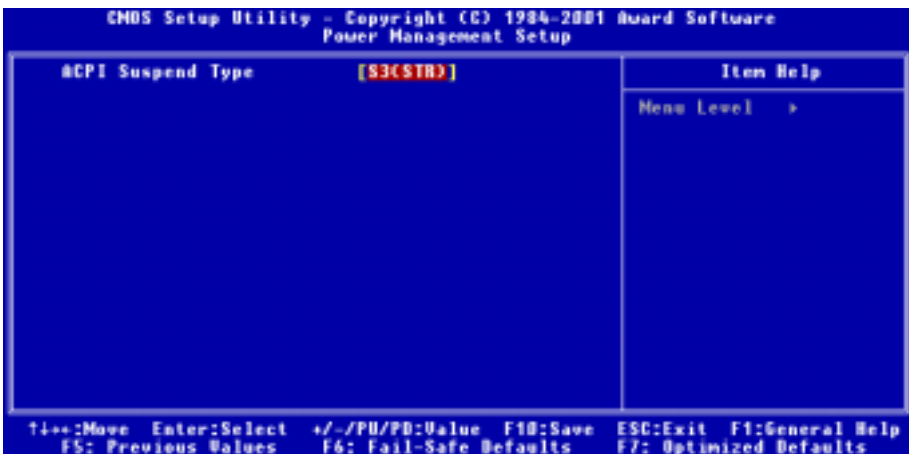 CMOS Setup Utility - Copyright (C) 1984-2001 Award Software
Power Management Setup
ACPI Suspend Type [S3(STR)]
Item Help
Menu Level ▸
↑↓→←:Move Enter:Select +/-/PU/PD:Value F10:Save ESC:Exit F1:General Help
F5: Previous Values F6: Fail-Safe Defaults F7: Optimized Defaults